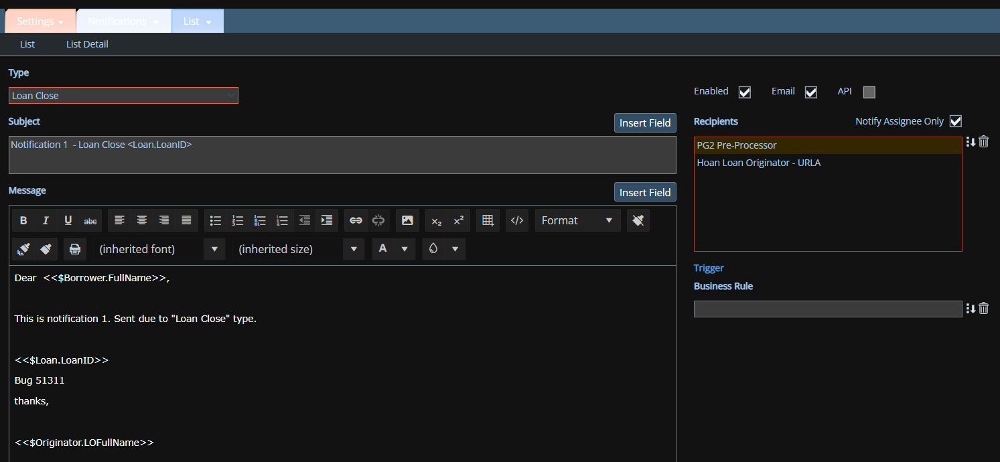 Settings Notifications List
List List Detail
Type
Loan Close
Enabled Email API
Subject
Insert Field
Recipients
Notify Assignee Only
Notification 1  - Loan Close <Loan.LoanID>
PG2 Pre-Processor
Hoan Loan Originator - URLA
Message
Insert Field
B I U abc x₂ x² </> Format
(inherited font) (inherited size) A
Trigger
Business Rule
Dear  <<$Borrower.FullName>>,
This is notification 1. Sent due to "Loan Close" type.
<<$Loan.LoanID>>
Bug 51311
thanks,
<<$Originator.LOFullName>>